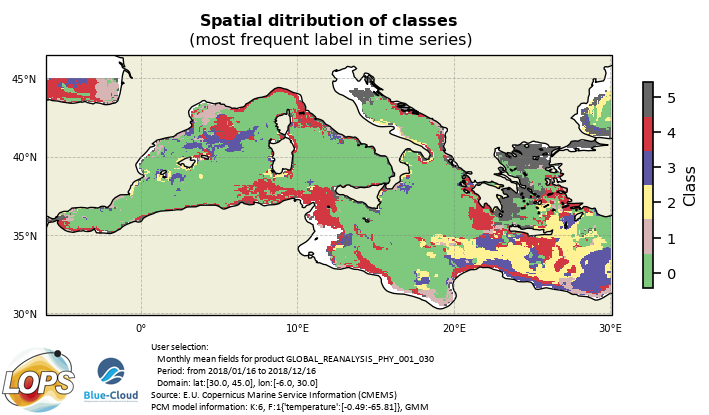 Spatial ditribution of classes
(most frequent label in time series)
45°N
40°N
35°N
30°N
0°
10°E
20°E
30°E
5
4
3
2
1
0
Class
User selection:
Monthly mean fields for product GLOBAL_REANALYSIS_PHY_001_030
Period: from 2018/01/16 to 2018/12/16
Domain: lat:[30.0, 45.0], lon:[-6.0, 30.0]
Source: E.U. Copernicus Marine Service Information (CMEMS)
PCM model information: K:6, F:1{'temperature':[-0.49:-65.81]}, GMM
LOPS
Blue-Cloud